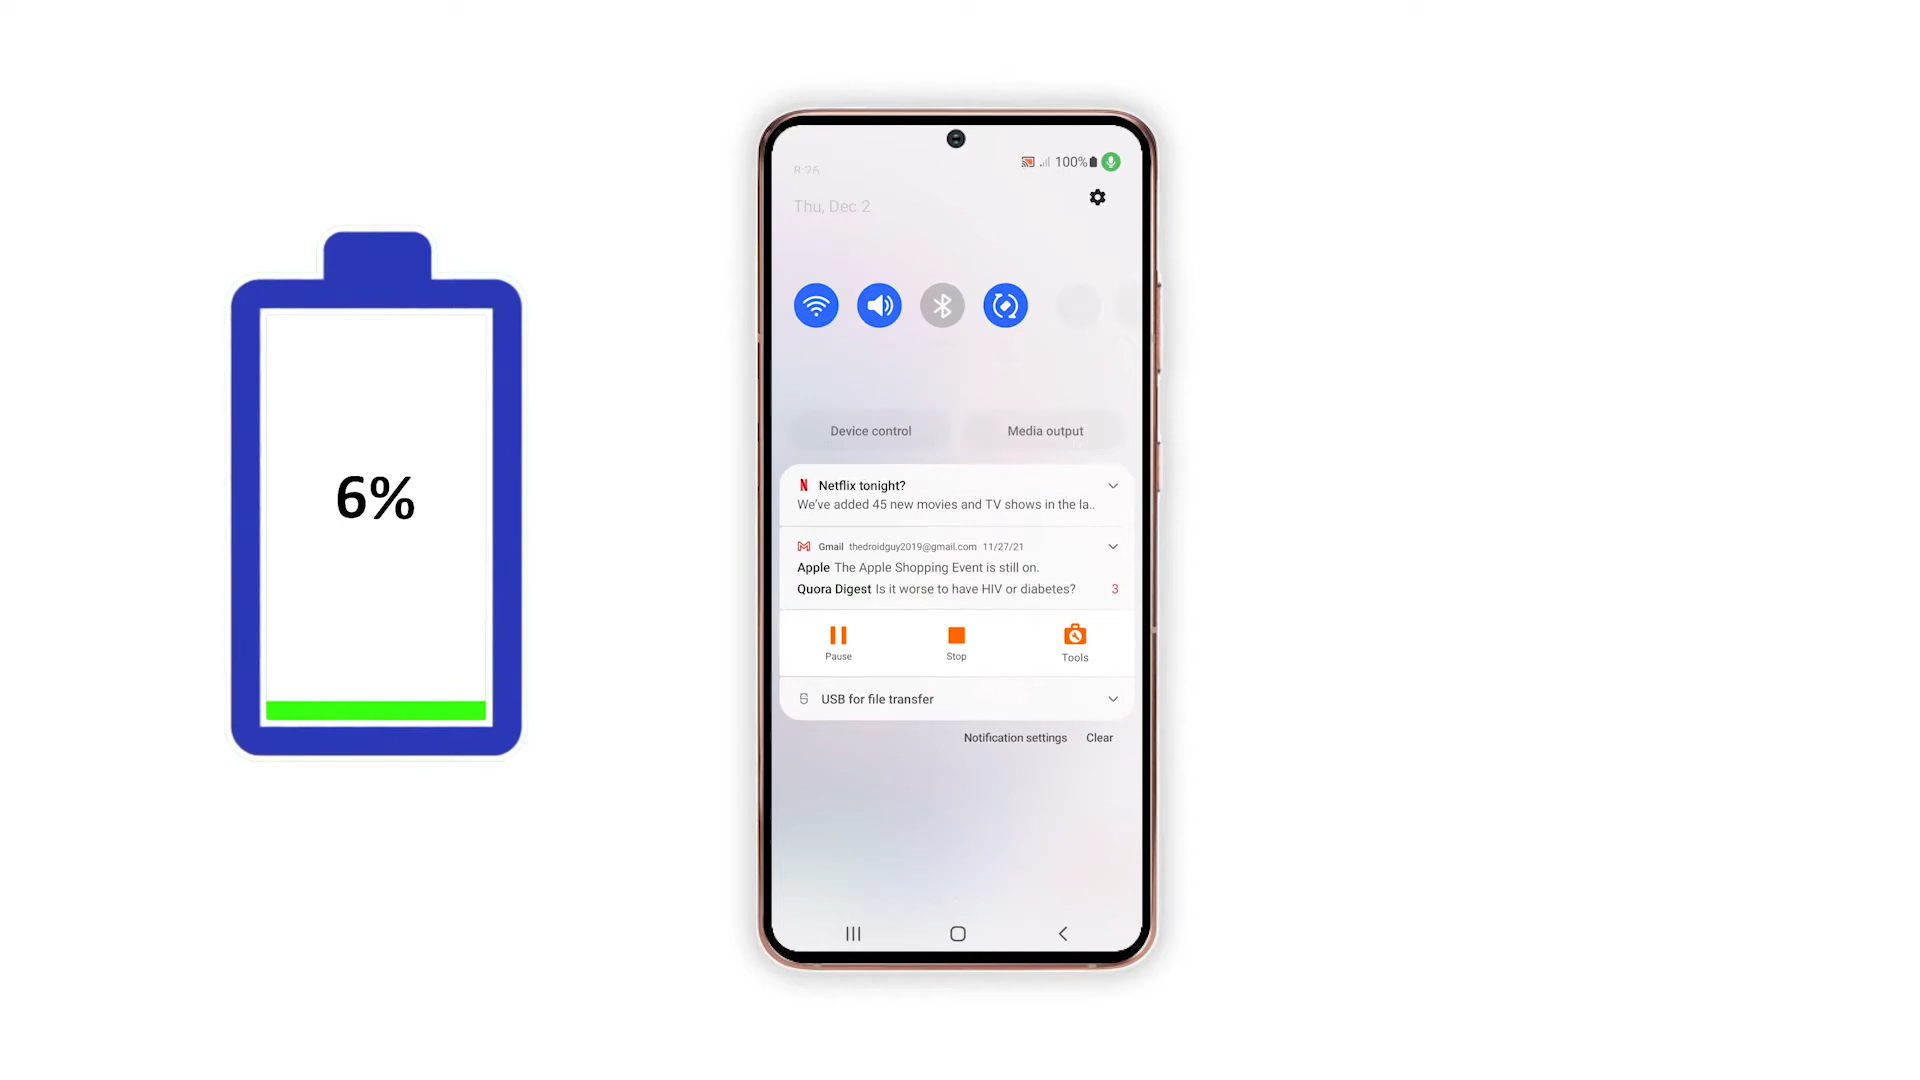 6%
8:26
100%
Thu, Dec 2
Device control
Media output
Netflix tonight?
We've added 45 new movies and TV shows in the la..
Gmail thedroidguy2019@gmail.com 11/27/21
Apple The Apple Shopping Event is still on.
Quora Digest Is it worse to have HIV or diabetes? 3
Pause
Stop
Tools
USB for file transfer
Notification settings
Clear